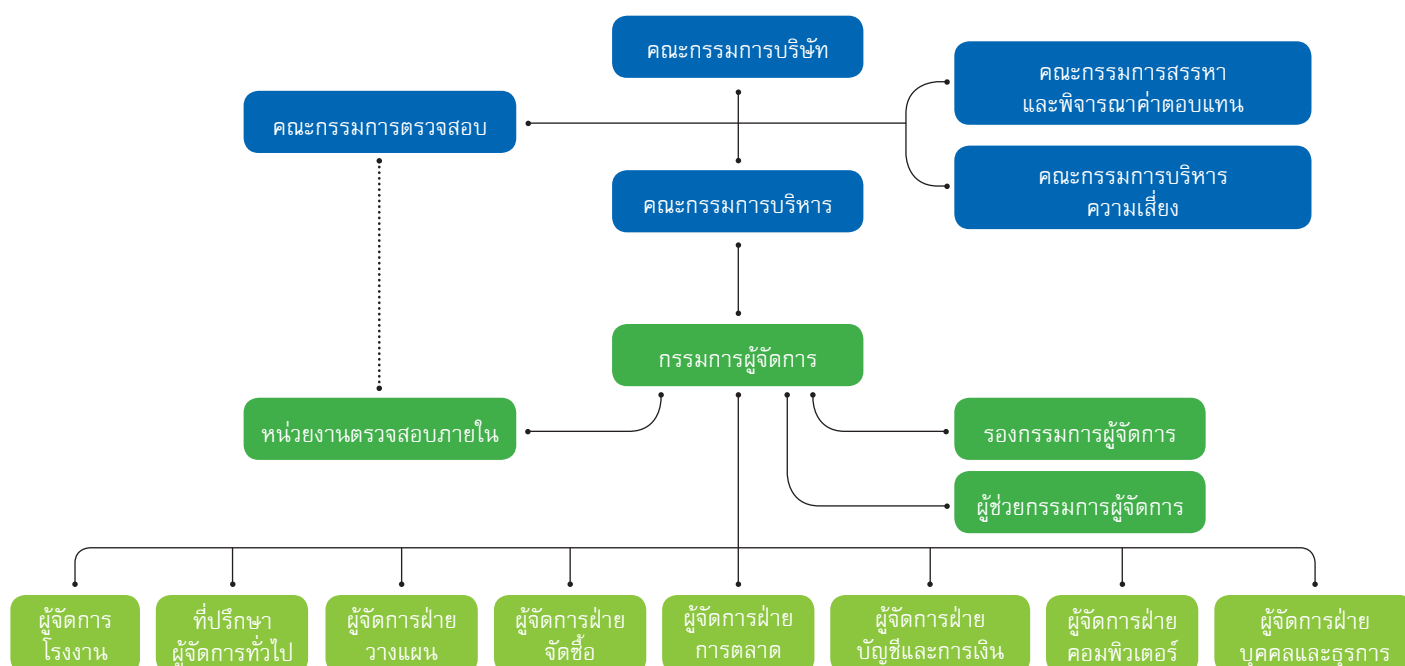 คณะกรรมการบริษัท
คณะกรรมการสรรหา
และพิจารณาค่าตอบแทน
คณะกรรมการตรวจสอบ
คณะกรรมการบริหาร
ความเสี่ยง
คณะกรรมการบริหาร
กรรมการผู้จัดการ
หน่วยงานตรวจสอบภายใน
รองกรรมการผู้จัดการ
ผู้ช่วยกรรมการผู้จัดการ
ผู้จัดการ
โรงงาน
ที่ปรึกษา
ผู้จัดการทั่วไป
ผู้จัดการฝ่าย
วางแผน
ผู้จัดการฝ่าย
จัดซื้อ
ผู้จัดการฝ่าย
การตลาด
ผู้จัดการฝ่าย
บัญชีและการเงิน
ผู้จัดการฝ่าย
คอมพิวเตอร์
ผู้จัดการฝ่าย
บุคคลและธุรการ